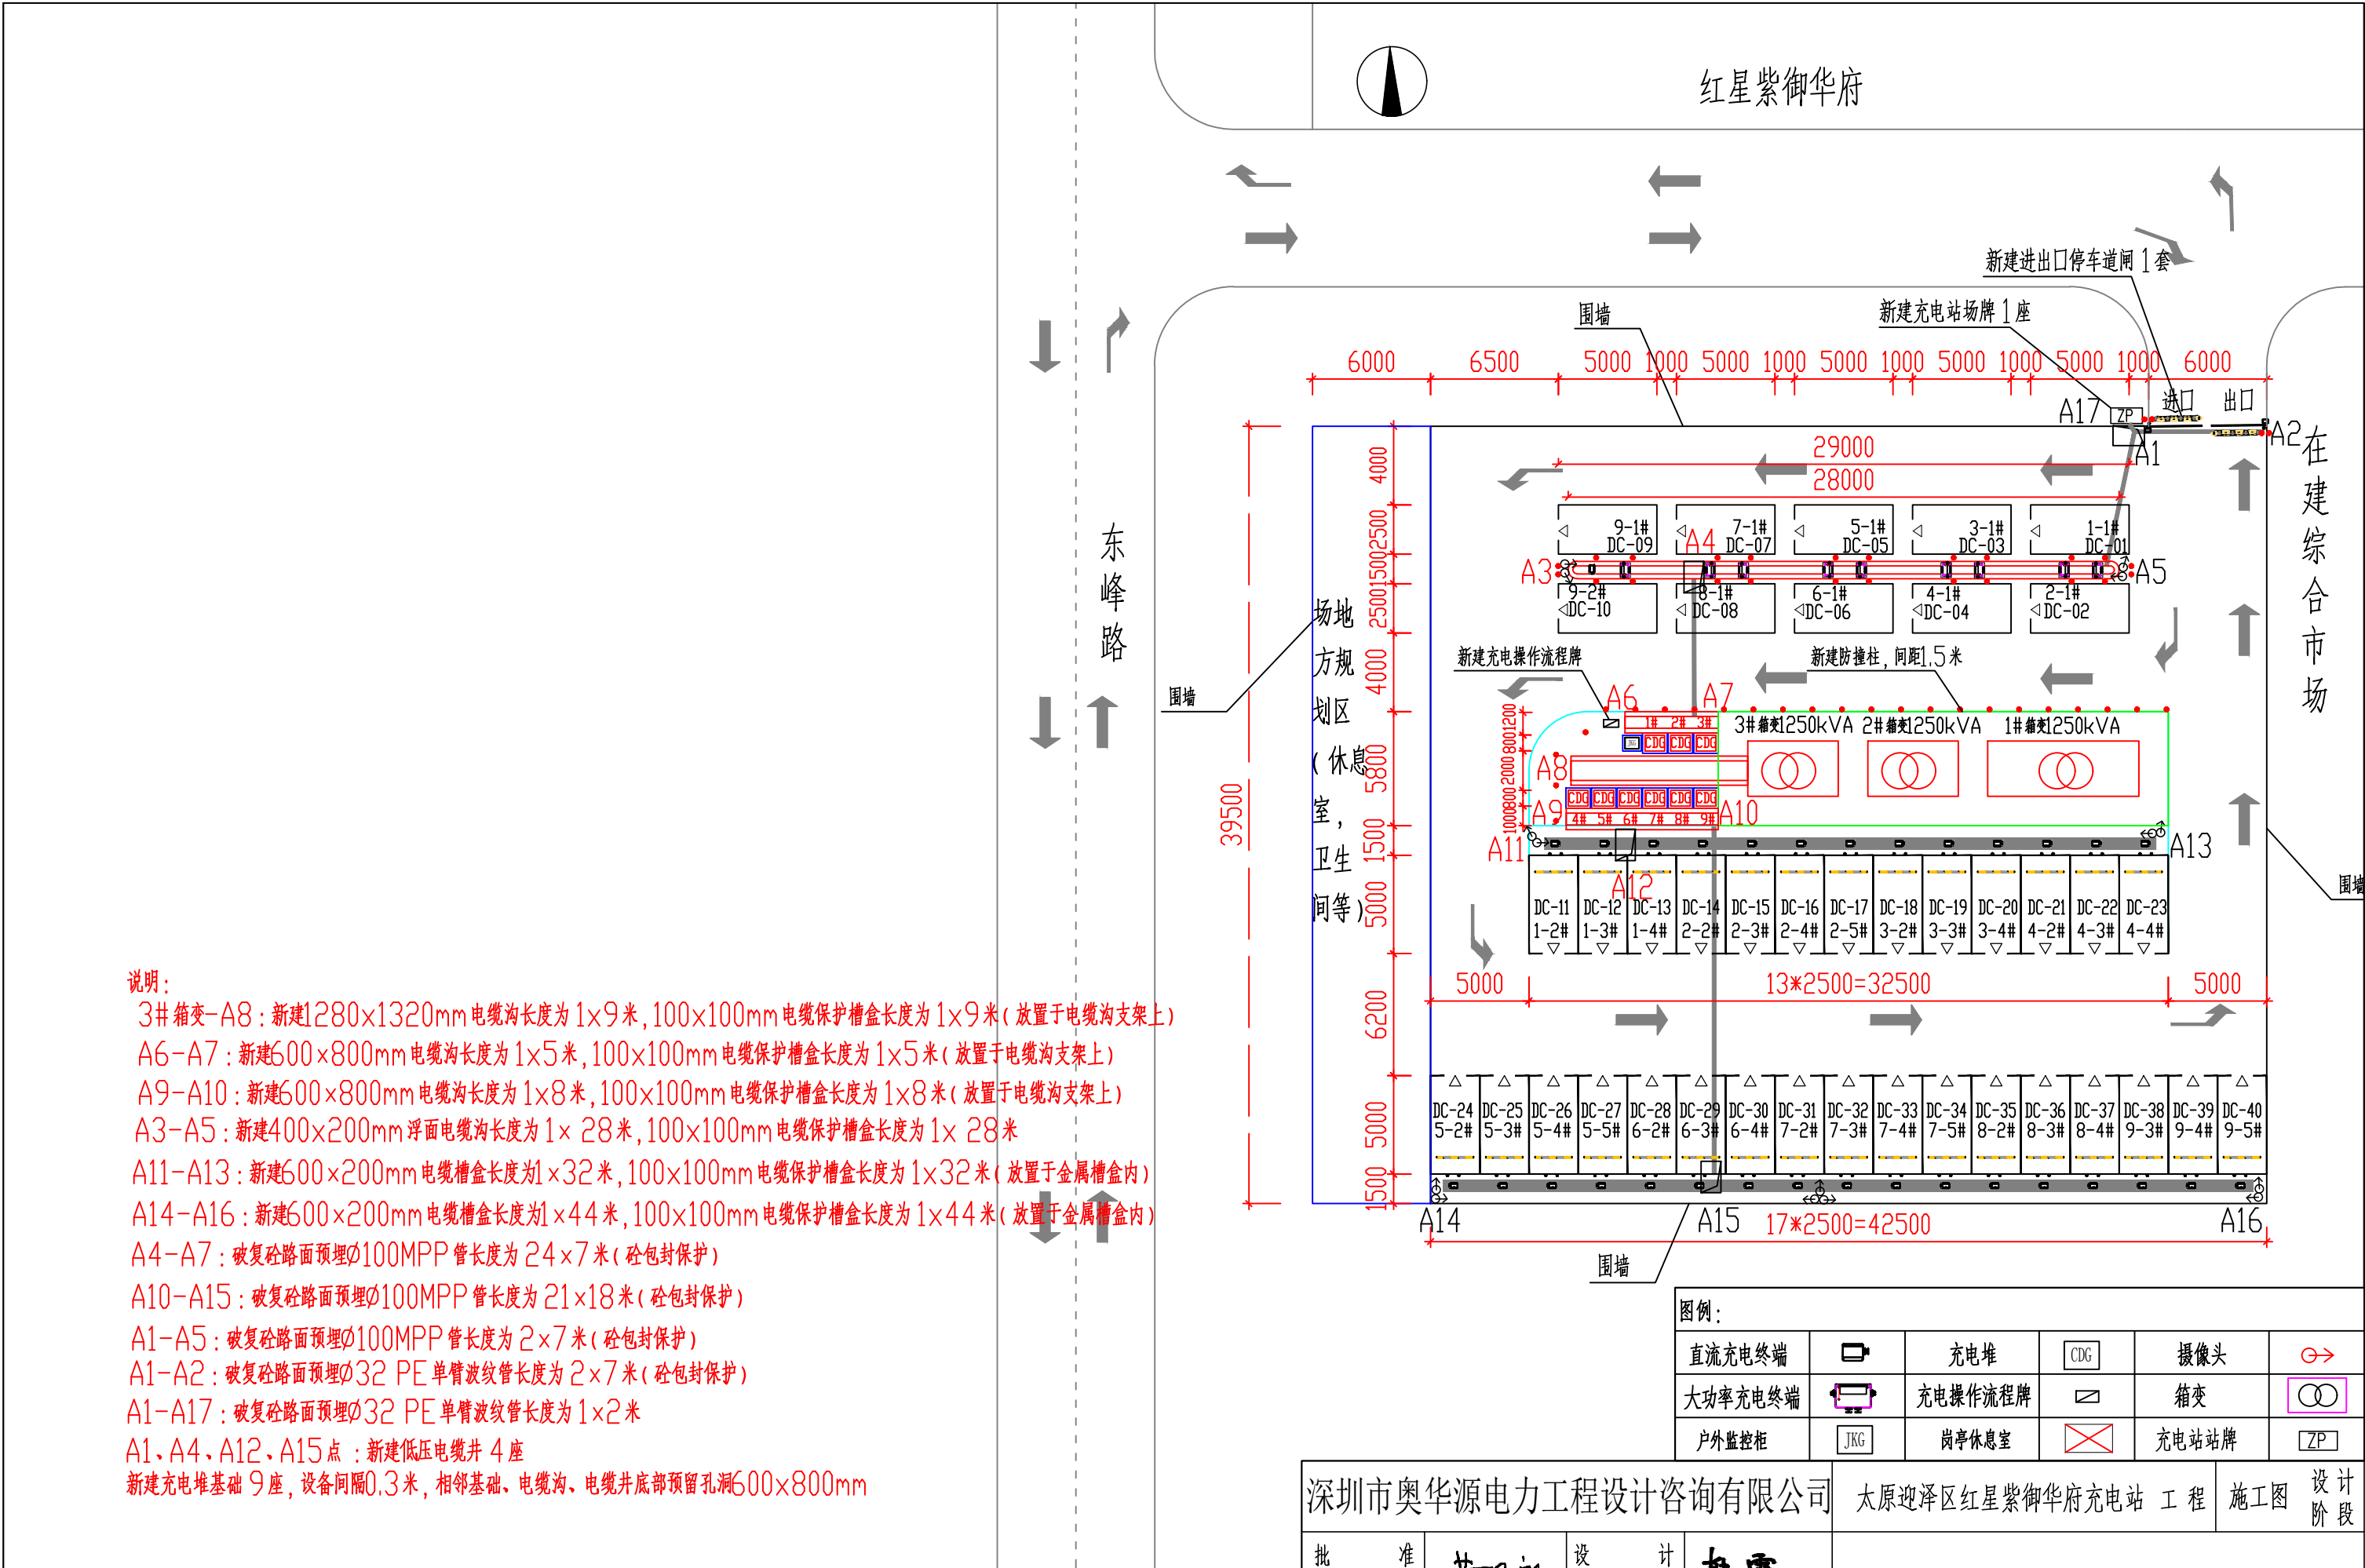 红星紫御华府
新建进出口停车道闸1套
围墙
新建充电站场牌1座
6000 6500 5000 1000 5000 1000 5000 1000 5000 1000 5000 1000 6000
A17 ZP 进口 出口
A1 A2
29000
28000
4000
2500
1500
2500
4000
5800
1500
5000
6200
5000
1500
39500
9-1# 7-1# 5-1# 3-1# 1-1#
DC-09 DC-07 DC-05 DC-03 DC-01
A3 A4 A5
9-2# 8-1# 6-1# 4-1# 2-1#
DC-10 DC-08 DC-06 DC-04 DC-02
东峰路
在建综合市场
围墙
场地
方规
划区
(休息
室,
卫生
间等)
新建充电操作流程牌
新建防撞柱,间距1.5米
A6 A7
1200
800
2000
800
1000
1# 2# 3#
JKG CDG CDG CDG
3#箱变1250kVA 2#箱变1250kVA 1#箱变1250kVA
A8
CDG CDG CDG CDG CDG CDG
A9 A10
4# 5# 6# 7# 8# 9#
A11 A12 A13
围墙
DC-11 DC-12 DC-13 DC-14 DC-15 DC-16 DC-17 DC-18 DC-19 DC-20 DC-21 DC-22 DC-23
1-2# 1-3# 1-4# 2-2# 2-3# 2-4# 2-5# 3-2# 3-3# 3-4# 4-2# 4-3# 4-4#
5000 13*2500=32500 5000
DC-24 DC-25 DC-26 DC-27 DC-28 DC-29 DC-30 DC-31 DC-32 DC-33 DC-34 DC-35 DC-36 DC-37 DC-38 DC-39 DC-40
5-2# 5-3# 5-4# 5-5# 6-2# 6-3# 6-4# 7-2# 7-3# 7-4# 7-5# 8-2# 8-3# 8-4# 9-3# 9-4# 9-5#
A14 A15 A16
17*2500=42500
围墙
说明:
3#箱变-A8:新建1280x1320mm电缆沟长度为1x9米,100x100mm电缆保护槽盒长度为1x9米(放置于电缆沟支架上)
A6-A7:新建600×800mm电缆沟长度为1x5米,100x100mm电缆保护槽盒长度为1x5米(放置于电缆沟支架上)
A9-A10:新建600×800mm电缆沟长度为1x8米,100x100mm电缆保护槽盒长度为1x8米(放置于电缆沟支架上)
A3-A5:新建400x200mm浮面电缆沟长度为1x 28米,100x100mm电缆保护槽盒长度为1x 28米
A11-A13:新建600x200mm电缆槽盒长度为1x32米,100x100mm电缆保护槽盒长度为1x32米(放置于金属槽盒内)
A14-A16:新建600x200mm电缆槽盒长度为1x44米,100x100mm电缆保护槽盒长度为1x44米(放置于金属槽盒内)
A4-A7:破复砼路面预埋Ø100MPP管长度为24x7米(砼包封保护)
A10-A15:破复砼路面预埋Ø100MPP管长度为21x18米(砼包封保护)
A1-A5:破复砼路面预埋Ø100MPP管长度为2x7米(砼包封保护)
A1-A2:破复砼路面预埋Ø32 PE单臂波纹管长度为2x7米(砼包封保护)
A1-A17:破复砼路面预埋Ø32 PE单臂波纹管长度为1x2米
A1、A4、A12、A15点 :新建低压电缆井4座
新建充电堆基础9座,设备间隔0.3米,相邻基础、电缆沟、电缆井底部预留孔洞600x800mm
图例:
直流充电终端 充电堆 CDG 摄像头
大功率充电终端 充电操作流程牌 箱变
户外监控柜 JKG 岗亭休息室 充电站站牌 ZP
深圳市奥华源电力工程设计咨询有限公司 太原迎泽区红星紫御华府充电站 工程 施工图 设计阶段
批准 设计